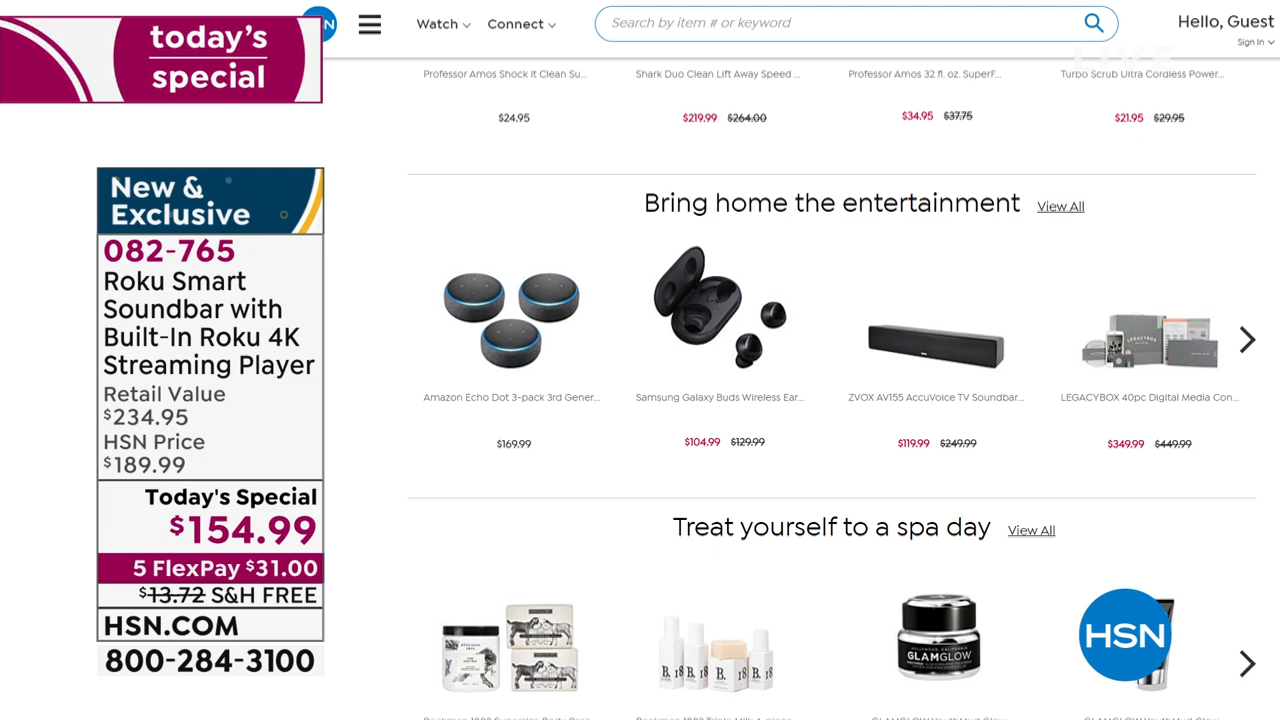 today's
special
SN
Watch
Connect
Search by item # or keyword
Hello, Guest
Sign In
LIVE
Professor Amos Shock It Clean Su...
Shark Duo Clean Lift Away Speed ...
Professor Amos 32 fl. oz. SuperF...
Turbo Scrub Ultra Cordless Power...
$24.95
$219.99 $264.00
$34.95 $37.75
$21.95 $29.95
New &
Exclusive
082-765
Roku Smart
Soundbar with
Built-In Roku 4K
Streaming Player
Retail Value
$234.95
HSN Price
$189.99
Today's Special
$154.99
5 FlexPay $31.00
$13.72 S&H FREE
HSN.COM
800-284-3100
Bring home the entertainment View All
LEGACYBOX
Amazon Echo Dot 3-pack 3rd Gener...
Samsung Galaxy Buds Wireless Ear...
ZVOX AV155 AccuVoice TV Soundbar...
LEGACYBOX 40pc Digital Media Con...
$169.99
$104.99 $129.99
$119.99 $249.99
$349.99 $449.99
Treat yourself to a spa day View All
B. 18 B. 18
GLAMGLOW
HSN